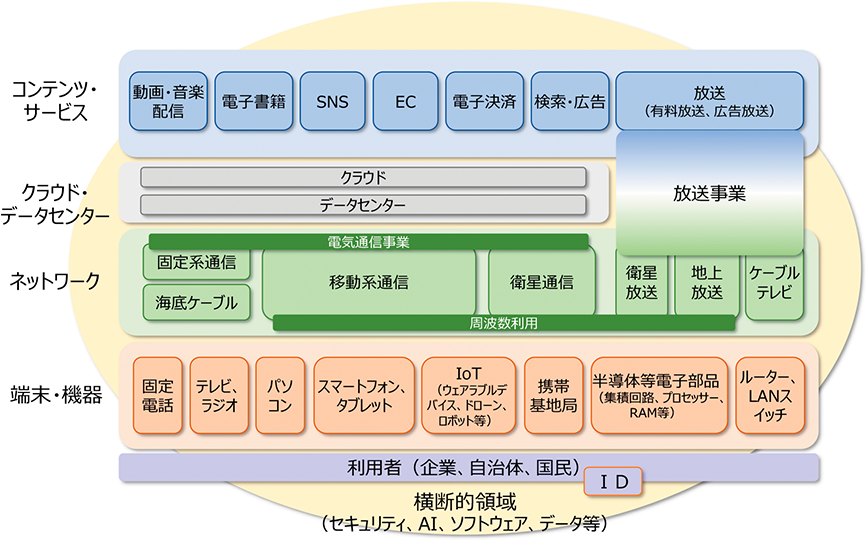 コンテンツ・
サービス
動画・音楽
配信
電子書籍
SNS
EC
電子決済
検索・広告
放送
（有料放送、広告放送）
クラウド・
データセンター
クラウド
データセンター
放送事業
ネットワーク
電気通信事業
固定系通信
海底ケーブル
移動系通信
衛星通信
衛星
放送
地上
放送
ケーブル
テレビ
周波数利用
端末・機器
固定
電話
テレビ、
ラジオ
パソ
コン
スマートフォン、
タブレット
IoT
（ウェアラブルデ
バイス、ドローン、
ロボット等）
携帯
基地局
半導体等電子部品
（集積回路、プロセッサー、
RAM等）
ルーター、
LANス
イッチ
利用者（企業、自治体、国民）
ＩＤ
横断的領域
（セキュリティ、AI、ソフトウェア、データ等）